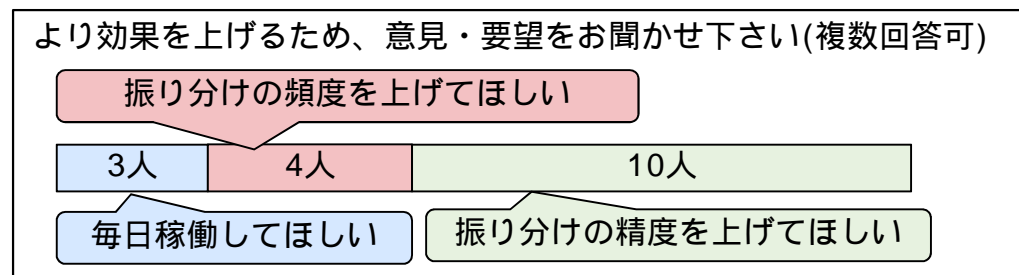 より効果を上げるため、意見・要望をお聞かせ下さい(複数回答可)
振り分けの頻度を上げてほしい
3人 4人 10人
毎日稼働してほしい 振り分けの精度を上げてほしい